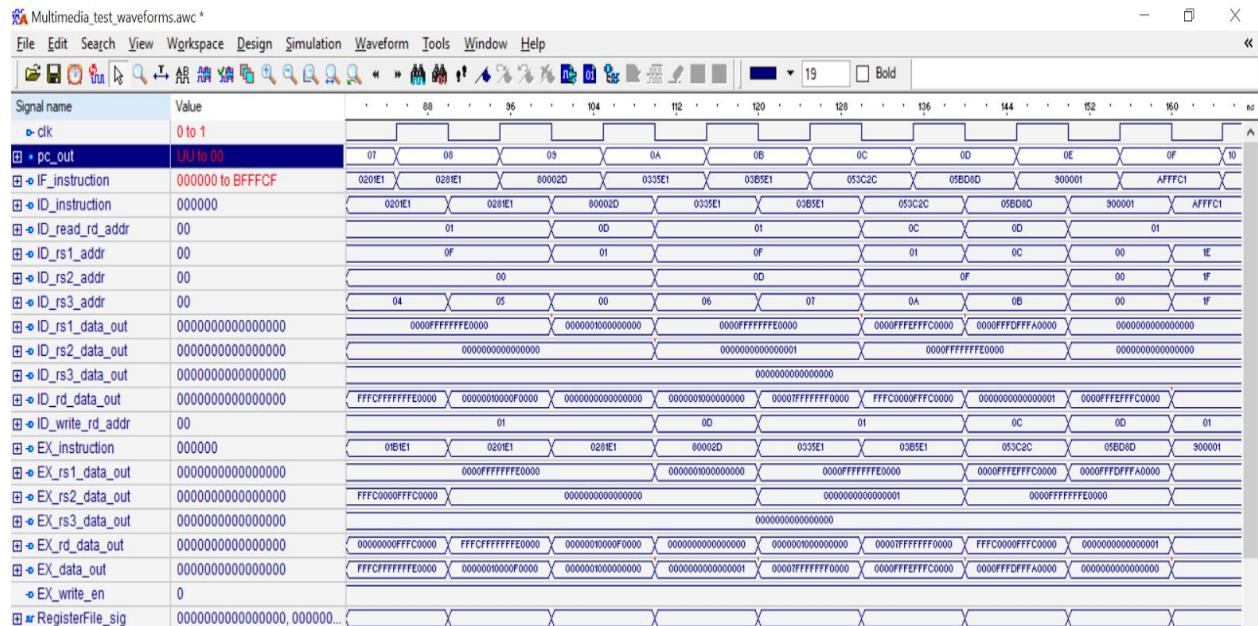 Multimedia_test_waveforms.awc *
File Edit Search View Workspace Design Simulation Waveform Tools Window Help
19 Bold
Signal name Value 88 96 104 112 120 128 136 144 152 160 ns
clk 0 to 1
pc_out UU to 00 07 08 09 0A 0B 0C 0D 0E 0F 10
IF_instruction 000000 to BFFFCF 0201E1 0281E1 80002D 0335E1 03B5E1 053C2C 05BD8D 900001 AFFFC1
ID_instruction 000000 0201E1 0281E1 80002D 0335E1 03B5E1 053C2C 05BD8D 900001 AFFFC1
ID_read_rd_addr 00 01 0D 01 0C 0D 01
ID_rs1_addr 00 0F 01 0F 01 0C 00 1E
ID_rs2_addr 00 00 0D 0F 00 1F
ID_rs3_addr 00 04 05 00 06 07 0A 0B 00 1F
ID_rs1_data_out 0000000000000000 0000FFFFFFFE0000 0000001000000000 0000FFFFFFFE0000 0000FFFEFFFC0000 0000FFFDFFFA0000 0000000000000000
ID_rs2_data_out 0000000000000000 0000000000000000 0000000000000001 0000FFFFFFFE0000 0000000000000000
ID_rs3_data_out 0000000000000000 0000000000000000
ID_rd_data_out 0000000000000000 FFFCFFFFFFFE0000 00000010000F0000 0000000000000000 0000001000000000 00007FFFFFFF0000 FFFC0000FFFC0000 0000000000000001 0000FFFEFFFC0000
ID_write_rd_addr 00 01 0D 01 0C 0D 01
EX_instruction 000000 01B1E1 0201E1 0281E1 80002D 0335E1 03B5E1 053C2C 05BD8D 900001
EX_rs1_data_out 0000000000000000 0000FFFFFFFE0000 0000001000000000 0000FFFFFFFE0000 0000FFFEFFFC0000 0000FFFDFFFA0000
EX_rs2_data_out 0000000000000000 FFFC0000FFFC0000 0000000000000000 0000000000000001 0000FFFFFFFE0000
EX_rs3_data_out 0000000000000000 0000000000000000
EX_rd_data_out 0000000000000000 00000000FFFC0000 FFFCFFFFFFFE0000 00000010000F0000 0000000000000000 0000001000000000 00007FFFFFFF0000 FFFC0000FFFC0000 0000000000000001
EX_data_out 0000000000000000 FFFCFFFFFFFE0000 00000010000F0000 0000001000000000 0000000000000001 00007FFFFFFF0000 0000FFFEFFFC0000 0000FFFDFFFA0000 0000000000000000
EX_write_en 0
RegisterFile_sig 0000000000000000, 000000...